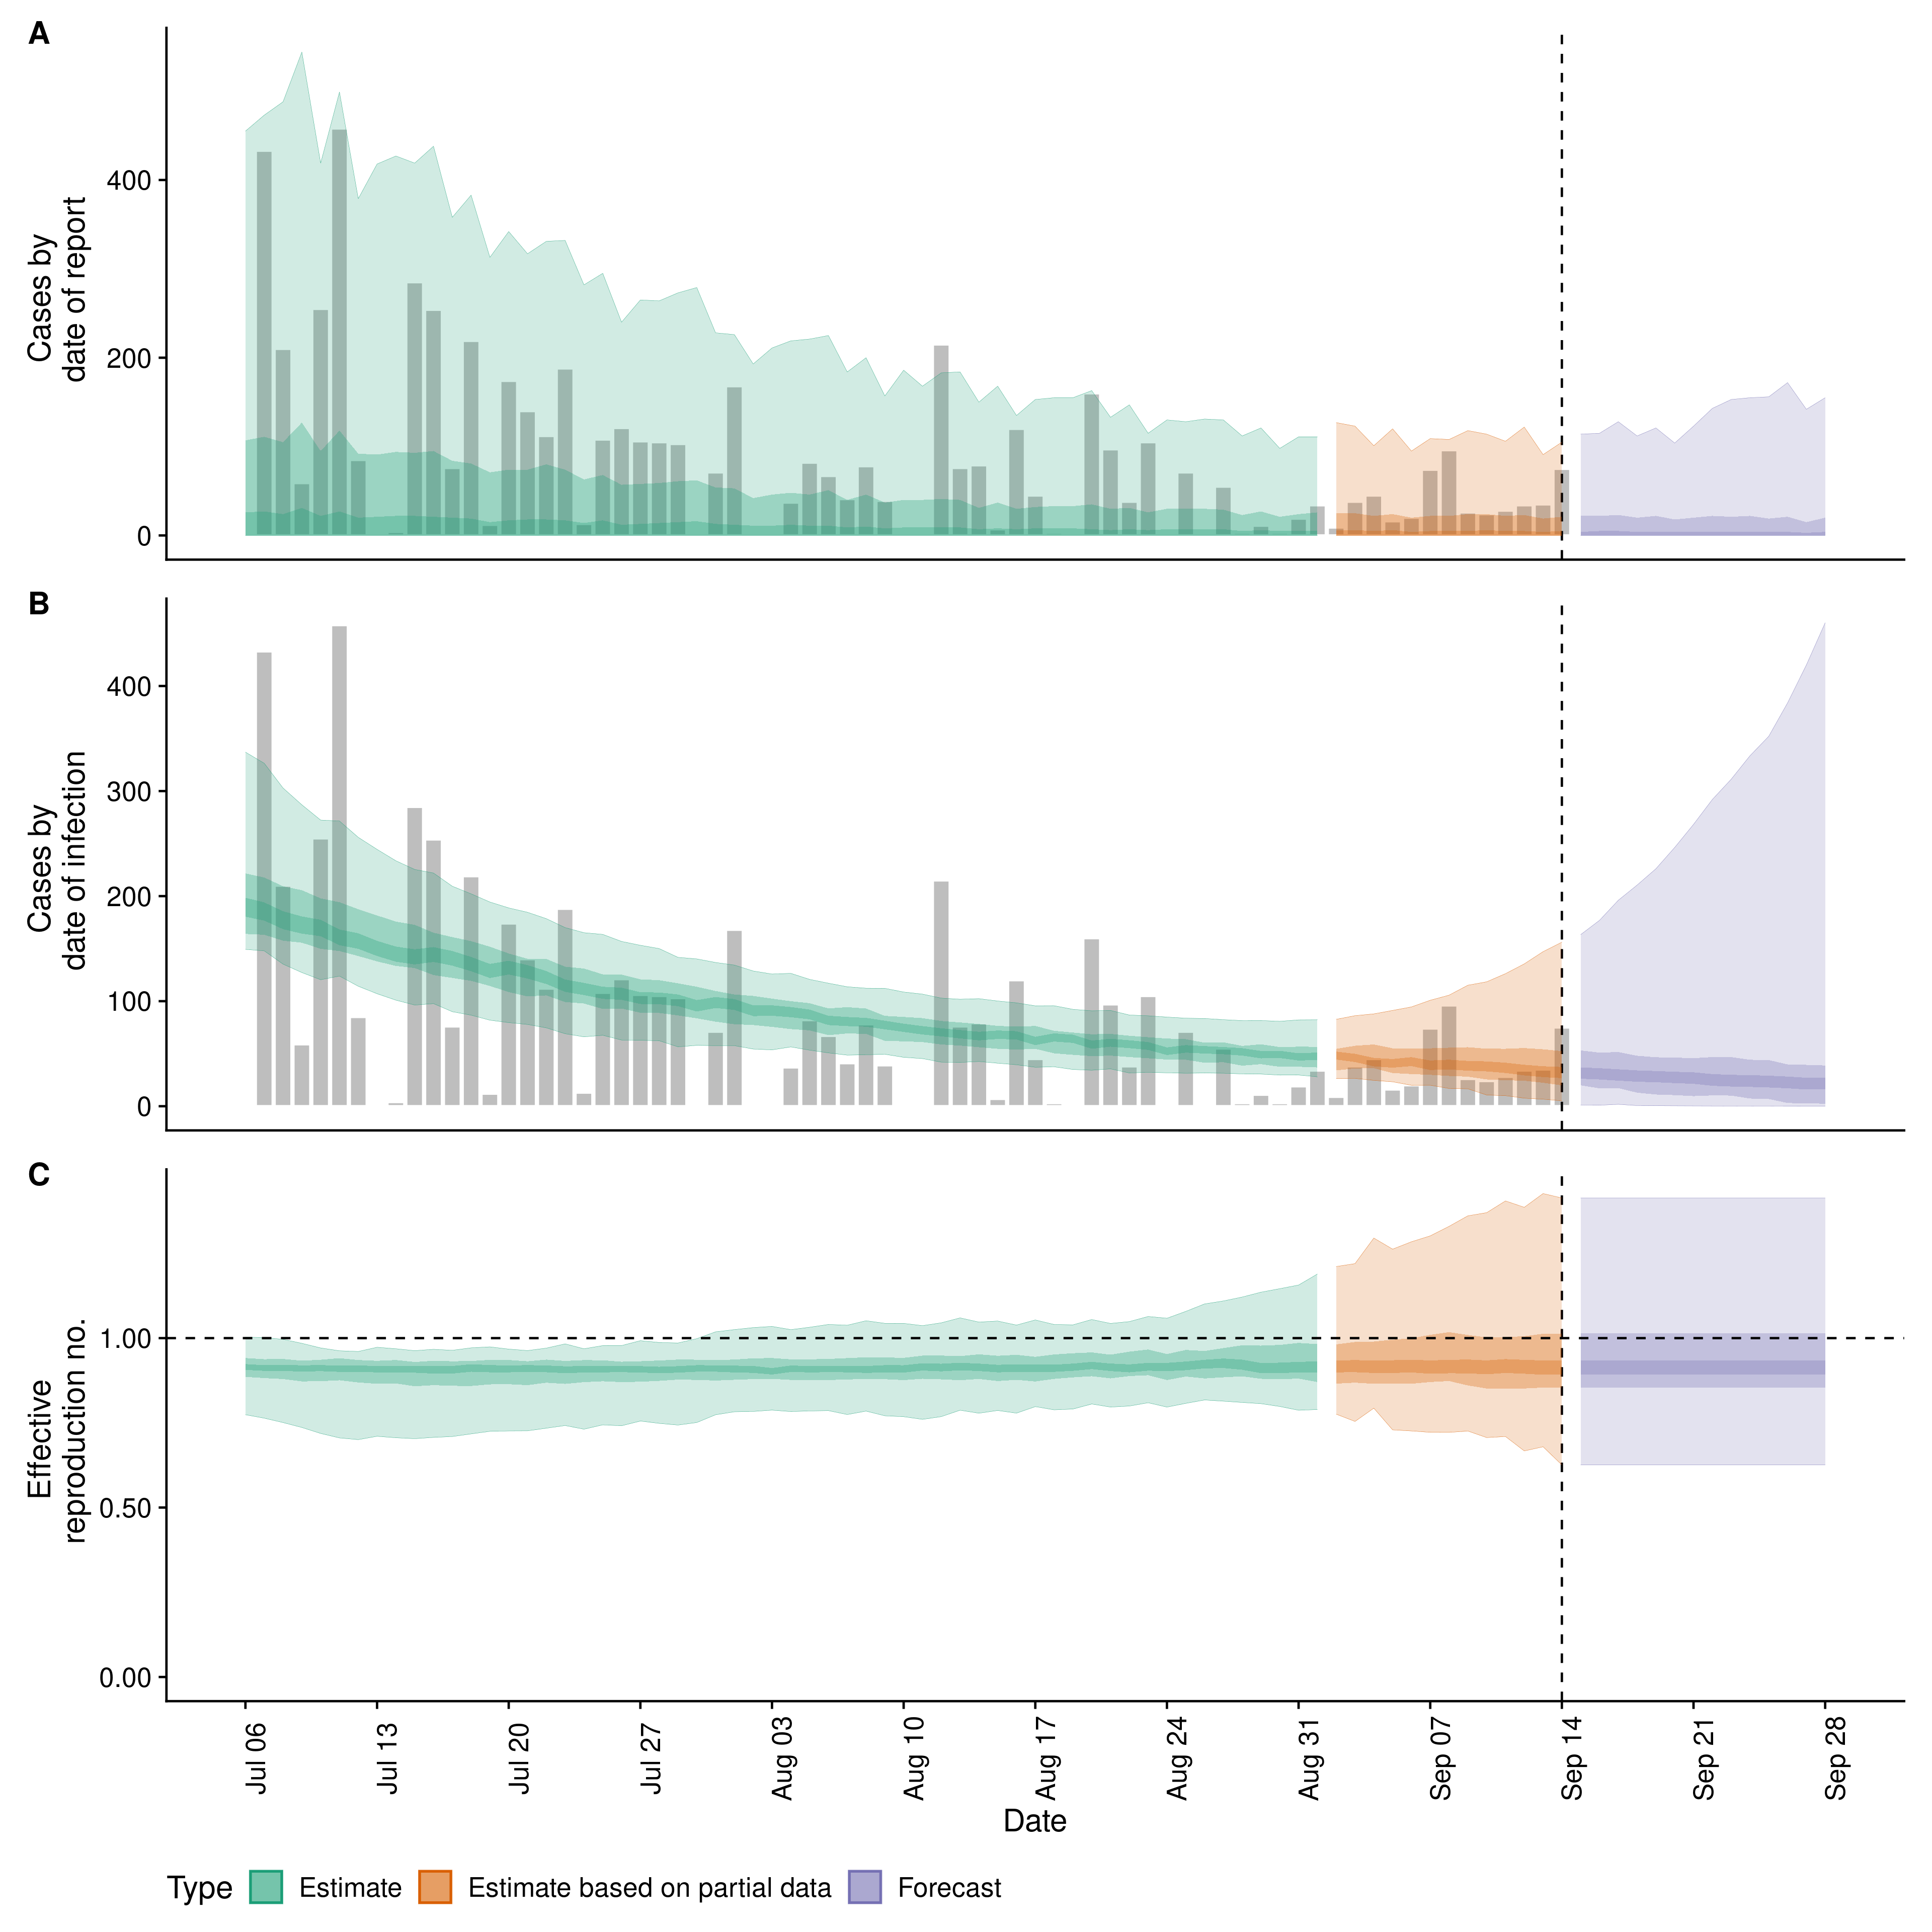 A
Cases by
date of report
400
200
0
B
Cases by
date of infection
400
300
200
100
0
C
Effective
reproduction no.
1.00
0.50
0.00
Jul 06
Jul 13
Jul 20
Jul 27
Aug 03
Aug 10
Aug 17
Aug 24
Aug 31
Sep 07
Sep 14
Sep 21
Sep 28
Date
Type Estimate Estimate based on partial data Forecast